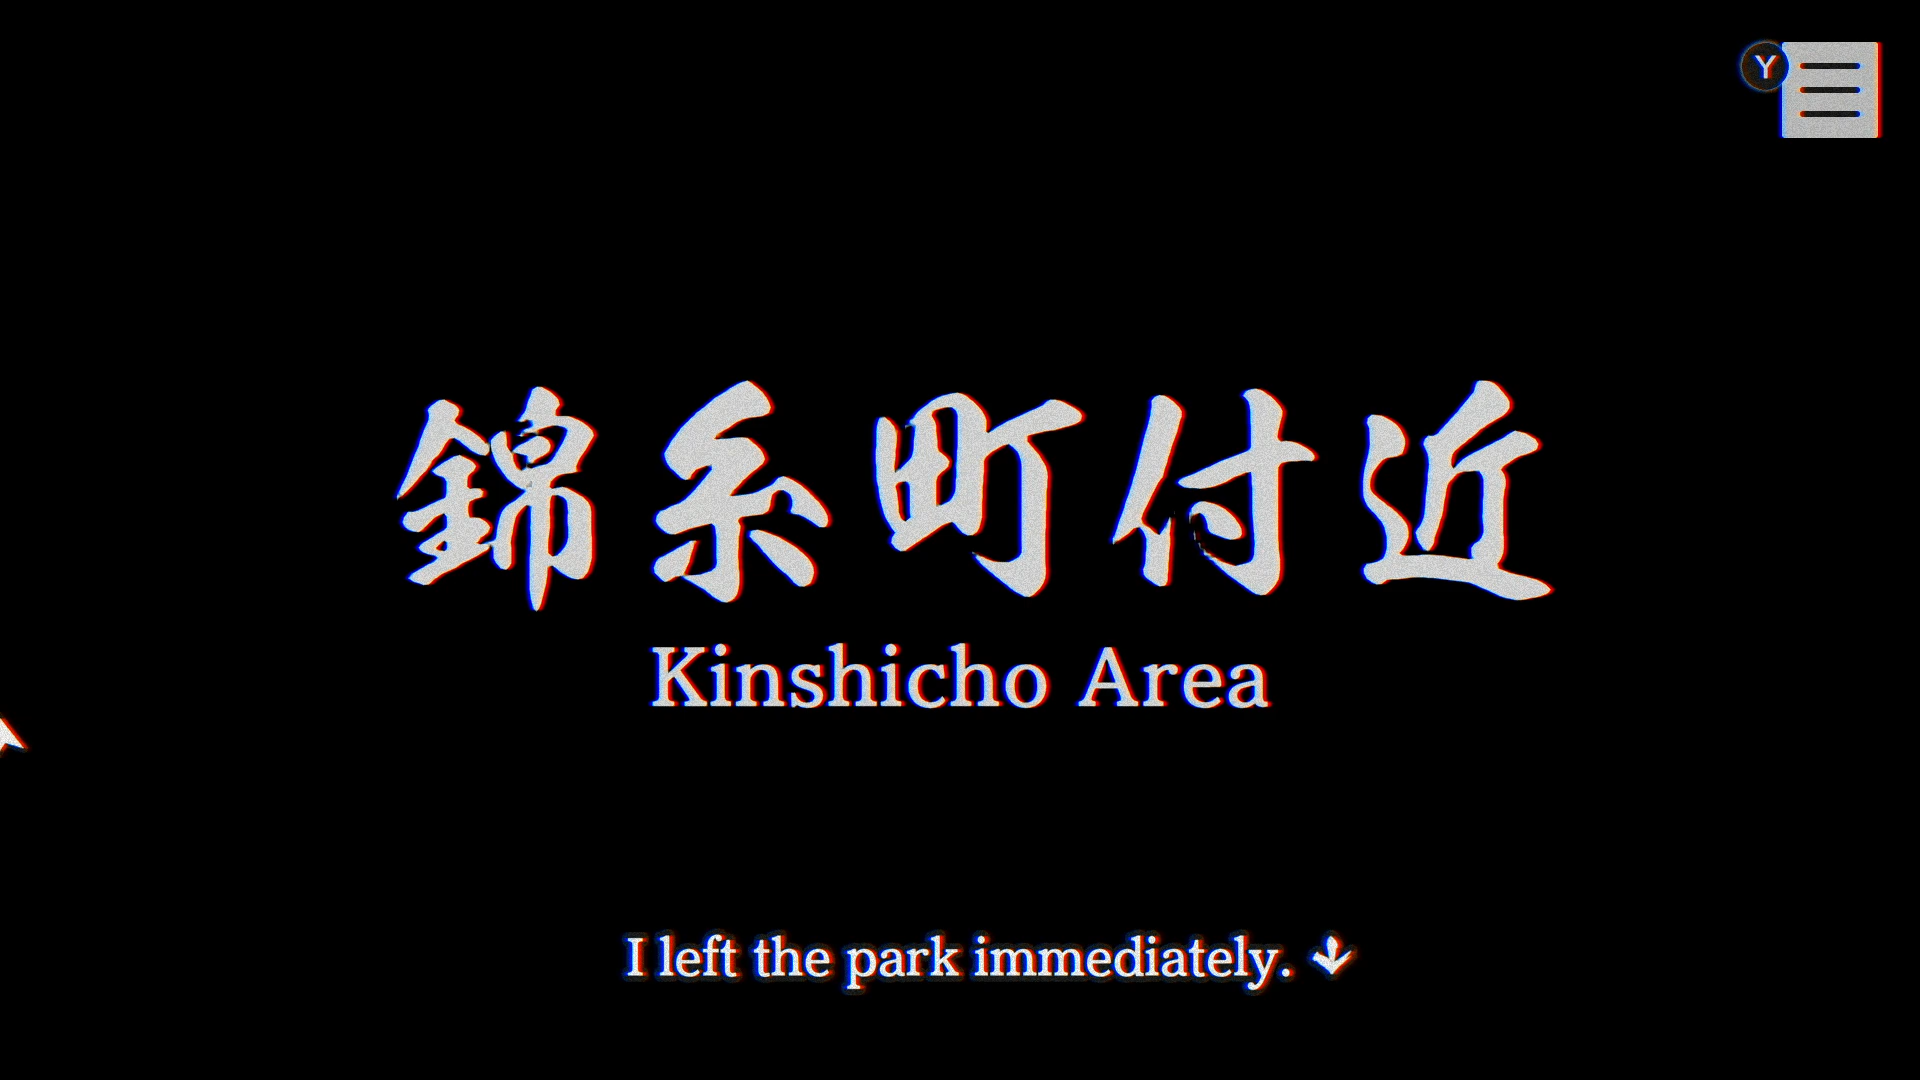 Y
錦糸町付近
Kinshicho Area
I left the park immediately.